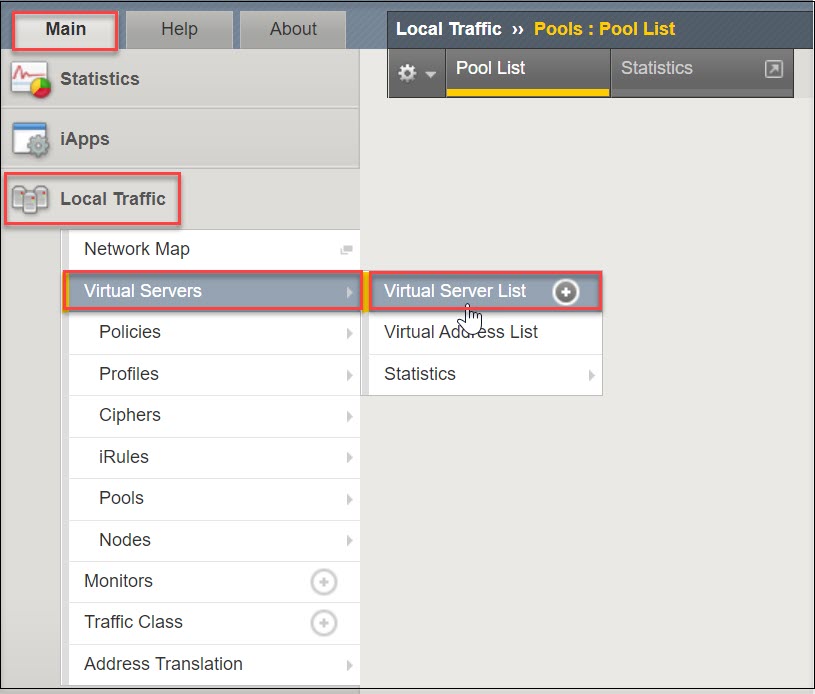 Main
Help
About
Local Traffic ›› Pools : Pool List
Pool List
Statistics
Statistics
iApps
Local Traffic
Network Map
Virtual Servers
Virtual Server List
Policies
Virtual Address List
Profiles
Statistics
Ciphers
iRules
Pools
Nodes
Monitors
Traffic Class
Address Translation